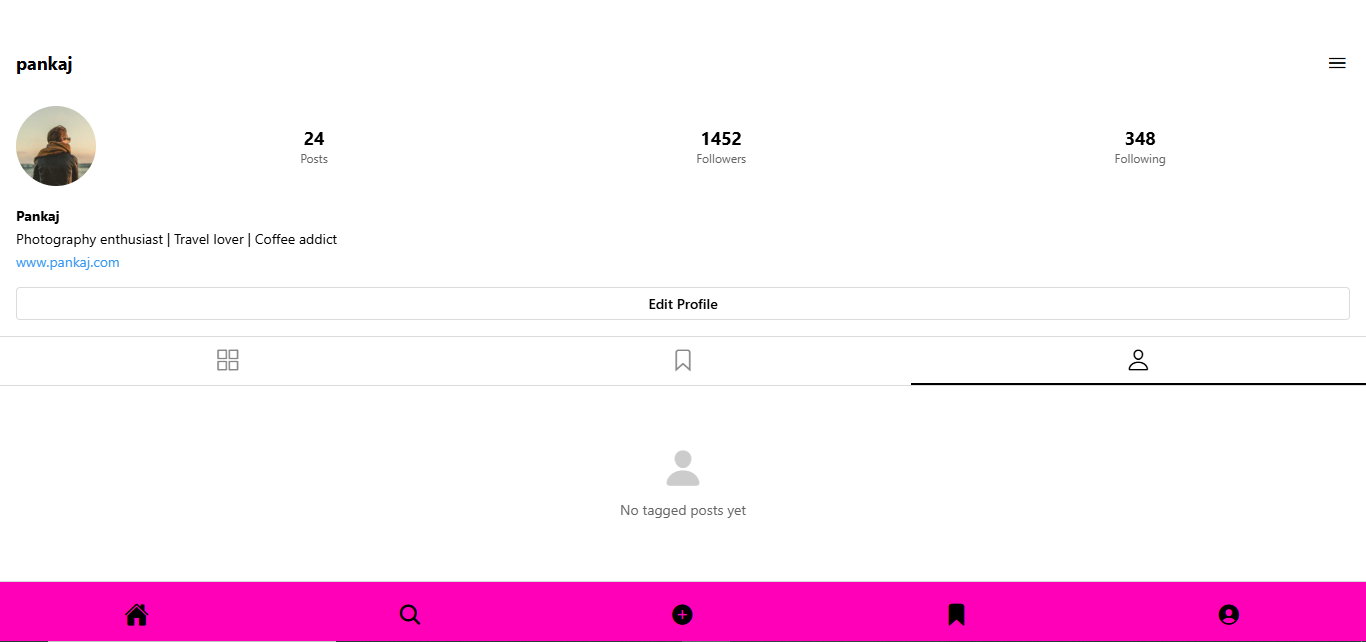 pankaj
24
Posts
1452
Followers
348
Following
Pankaj
Photography enthusiast | Travel lover | Coffee addict
www.pankaj.com
Edit Profile
No tagged posts yet